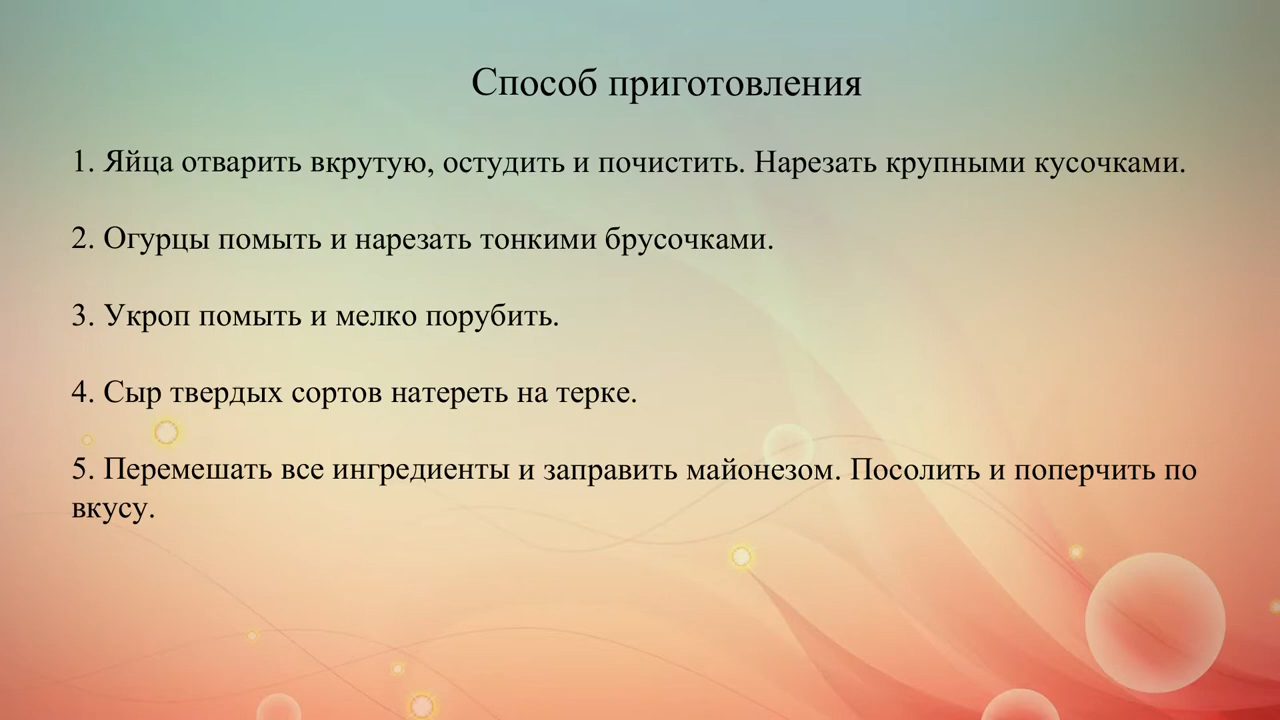 Способ приготовления
1. Яйца отварить вкрутую, остудить и почистить. Нарезать крупными кусочками.
2. Огурцы помыть и нарезать тонкими брусочками.
3. Укроп помыть и мелко порубить.
4. Сыр твердых сортов натереть на терке.
5. Перемешать все ингредиенты и заправить майонезом. Посолить и поперчить по
вкусу.